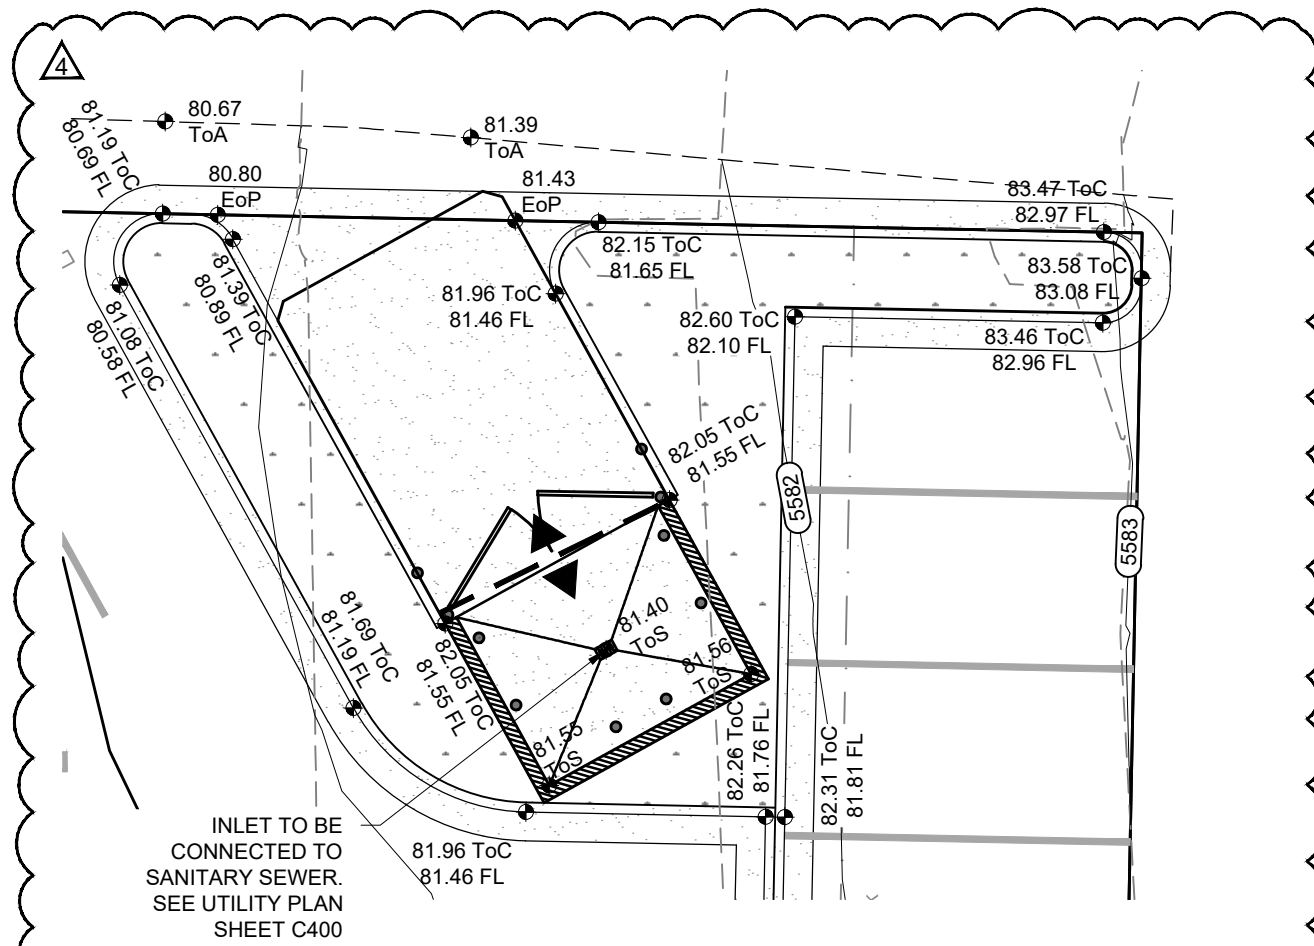 4
80.67
ToA
81.39
ToA
81.19 ToC
80.69 FL
80.80
EoP
81.43
EoP
83.47 ToC
82.97 FL
82.15 ToC
81.65 FL
83.58 ToC
83.08 FL
81.39 ToC
80.89 FL
81.96 ToC
81.46 FL
81.08 ToC
80.58 FL
82.60 ToC
82.10 FL
83.46 ToC
82.96 FL
82.05 ToC
81.55 FL
5582
5583
81.69 ToC
81.19 FL
81.40
ToS
82.05 ToC
81.55 FL
81.56
ToS
81.55
ToS
82.26 ToC
81.76 FL
82.31 ToC
81.81 FL
INLET TO BE
CONNECTED TO
SANITARY SEWER.
SEE UTILITY PLAN
SHEET C400
81.96 ToC
81.46 FL